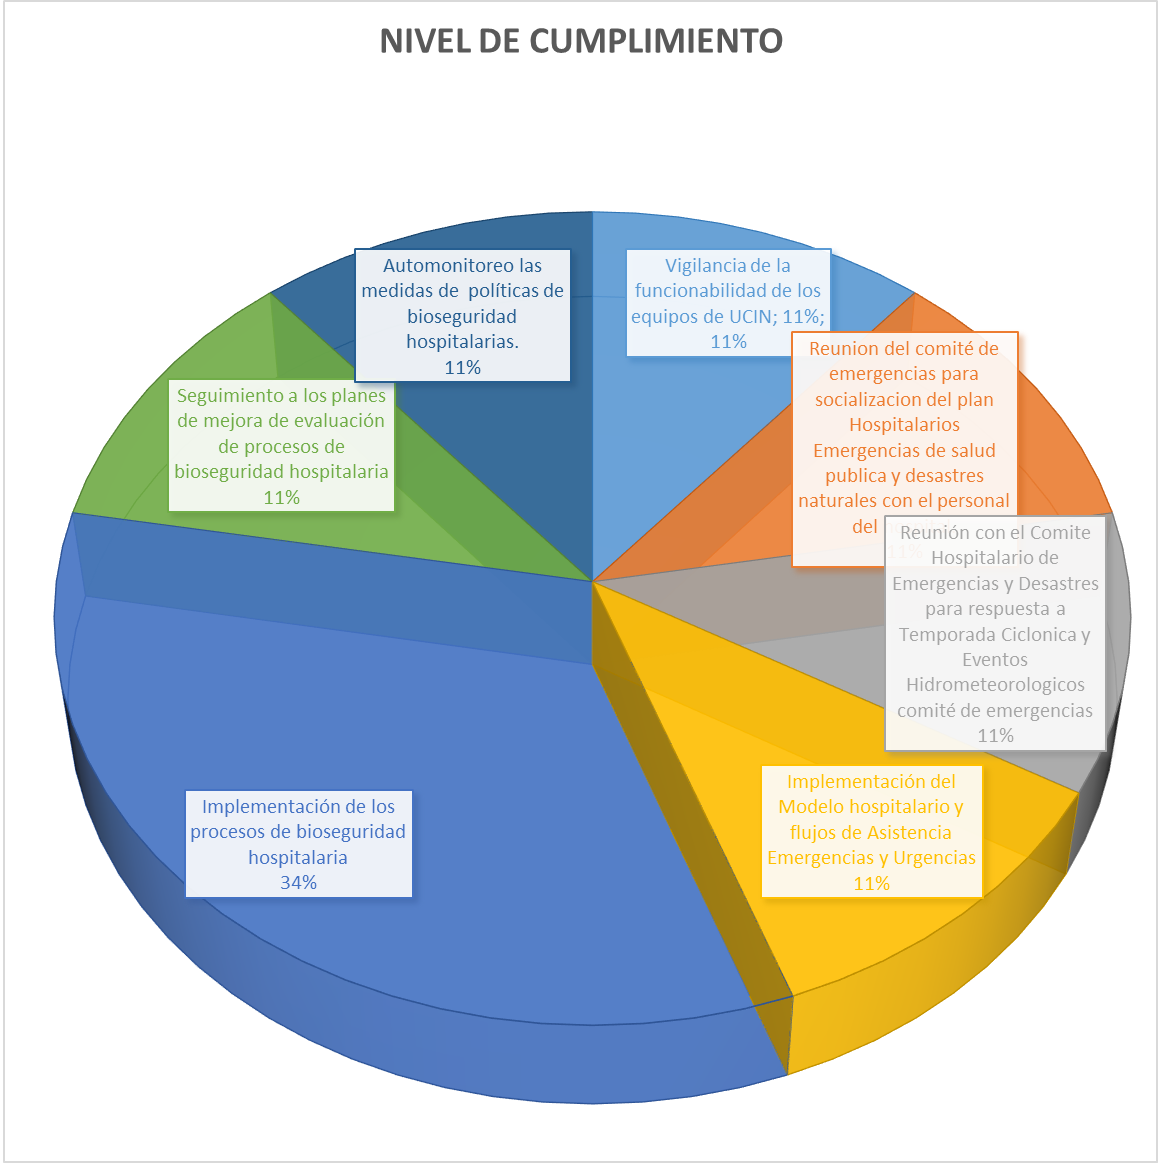 NIVEL DE CUMPLIMIENTO
Automonitoreo las
medidas de políticas de
bioseguridad
hospitalarias.
11%
Vigilancia de la
funcionabilidad de los
equipos de UCIN; 11%;
11%
Reunion del comité de
emergencias para
socializacion del plan
Hospitalarios
Emergencias de salud
publica y desastres
naturales con el personal
del
11%
Seguimiento a los planes
de mejora de evaluación
de procesos de
bioseguridad hospitalaria
11%
Reunión con el Comite
Hospitalario de
Emergencias y Desastres
para respuesta a
Temporada Ciclonica y
Eventos
Hidrometeorologicos
comité de emergencias
11%
Implementación del
Modelo hospitalario y
flujos de Asistencia
Emergencias y Urgencias
11%
Implementación de los
procesos de bioseguridad
hospitalaria
34%